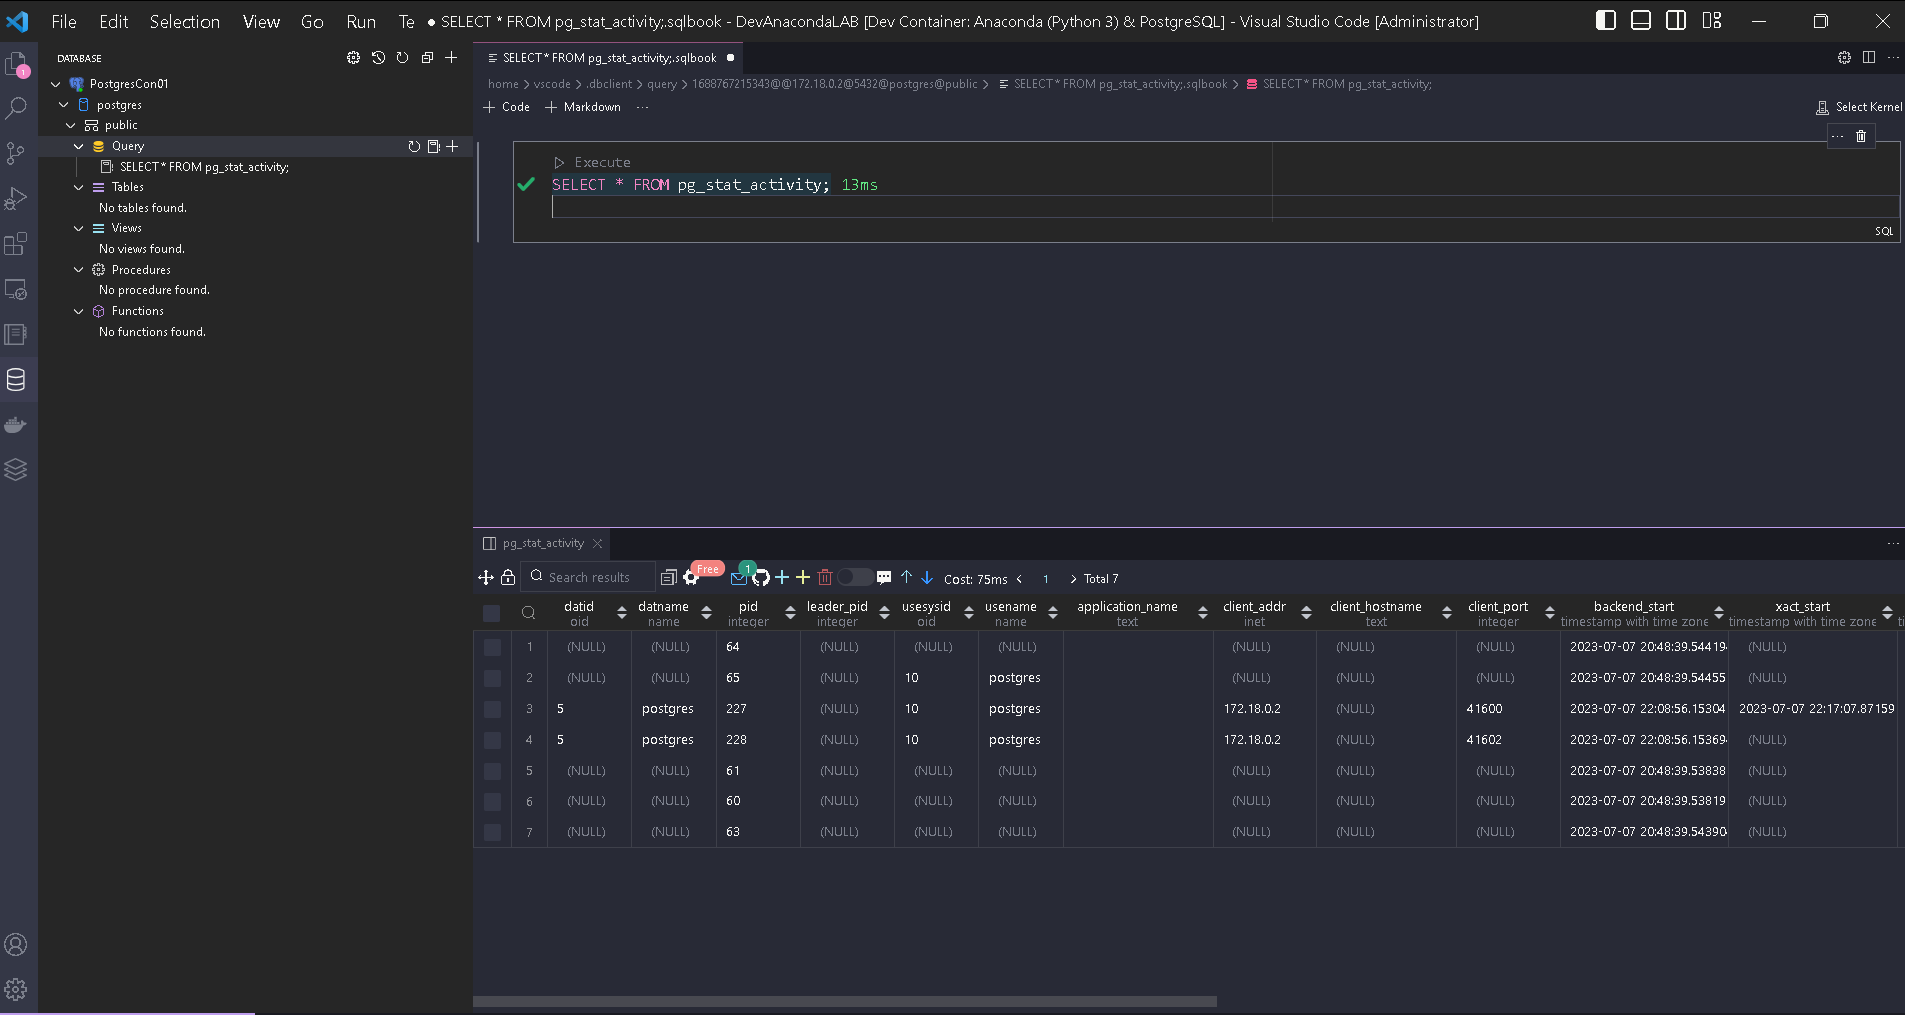 File Edit Selection View Go Run Te ● SELECT * FROM pg_stat_activity;.sqlbook - DevAnacondaLAB [Dev Container: Anaconda (Python 3) & PostgreSQL] - Visual Studio Code [Administrator]
DATABASE
PostgresCon01
postgres
public
Query
SELECT * FROM pg_stat_activity;
Tables
No tables found.
Views
No views found.
Procedures
No procedure found.
Functions
No functions found.
1
SELECT * FROM pg_stat_activity;.sqlbook
home > vscode > .dbclient > query > 1688767215343@@172.18.0.2@5432@postgres@public > SELECT * FROM pg_stat_activity;.sqlbook > SELECT * FROM pg_stat_activity;
+ Code + Markdown ... Select Kernel
Execute
SELECT * FROM pg_stat_activity; 13ms
SQL
pg_stat_activity
Search results Free 1 Cost: 75ms < 1 > Total 7
datid datname pid leader_pid usesysid usename application_name client_addr client_hostname client_port backend_start xact_start
oid name integer integer oid name text inet text integer timestamp with time zone timestamp with time zone ti
1 (NULL) (NULL) 64 (NULL) (NULL) (NULL) (NULL) (NULL) (NULL) 2023-07-07 20:48:39.544194 (NULL)
2 (NULL) (NULL) 65 (NULL) 10 postgres (NULL) (NULL) (NULL) 2023-07-07 20:48:39.54455 (NULL)
3 5 postgres 227 (NULL) 10 postgres 172.18.0.2 (NULL) 41600 2023-07-07 22:08:56.15304 2023-07-07 22:17:07.87159
4 5 postgres 228 (NULL) 10 postgres 172.18.0.2 (NULL) 41602 2023-07-07 22:08:56.153694 (NULL)
5 (NULL) (NULL) 61 (NULL) (NULL) (NULL) (NULL) (NULL) (NULL) 2023-07-07 20:48:39.53838 (NULL)
6 (NULL) (NULL) 60 (NULL) (NULL) (NULL) (NULL) (NULL) (NULL) 2023-07-07 20:48:39.53819 (NULL)
7 (NULL) (NULL) 63 (NULL) (NULL) (NULL) (NULL) (NULL) (NULL) 2023-07-07 20:48:39.543904 (NULL)